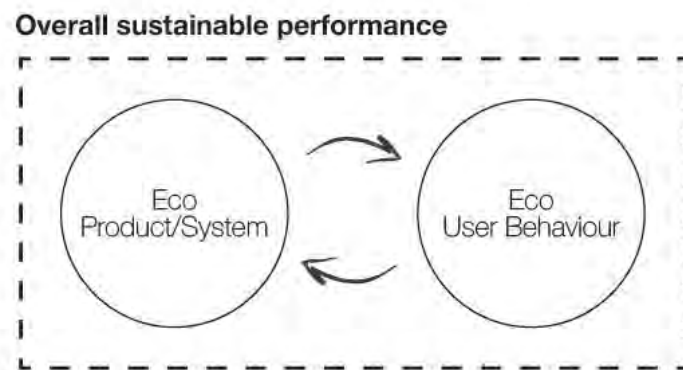 Overall sustainable performance
Eco
Product/System
Eco
User Behaviour